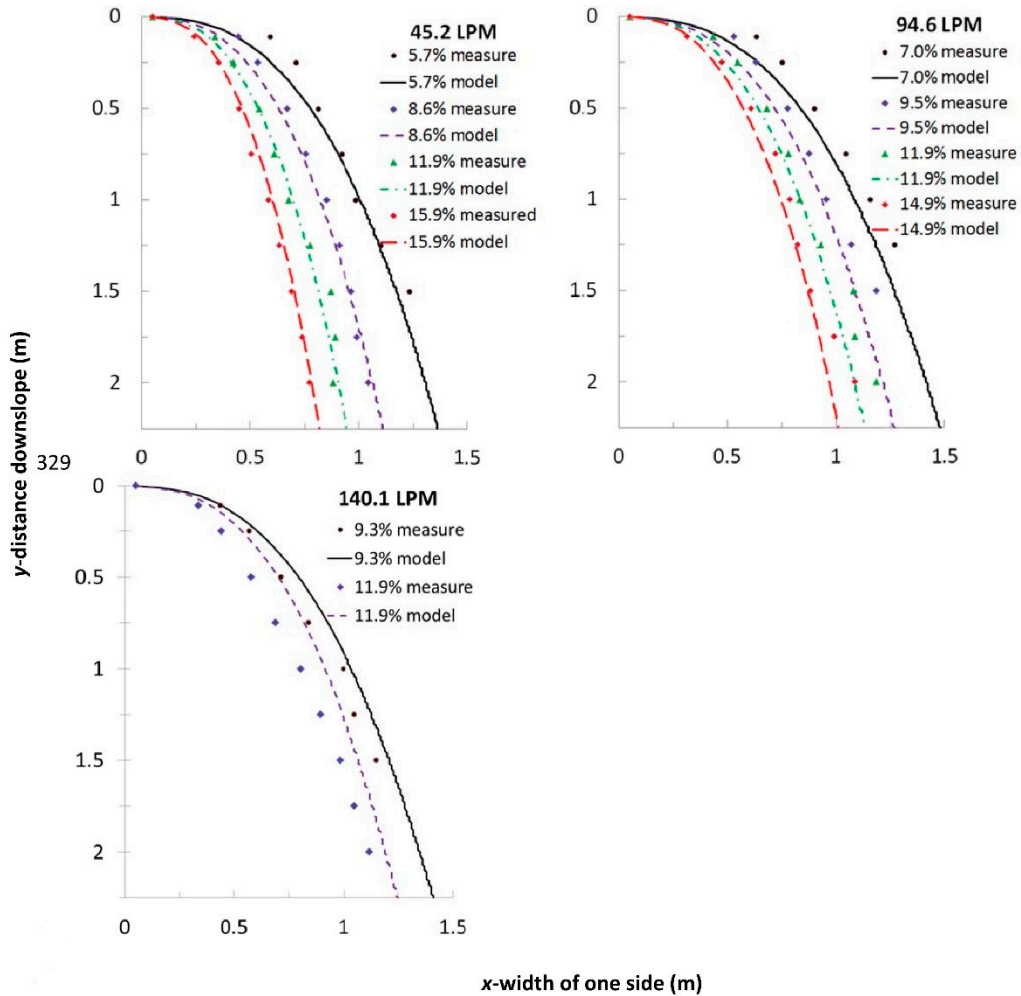 45.2 LPM
5.7% measure
5.7% model
8.6% measure
8.6% model
11.9% measure
11.9% model
15.9% measured
15.9% model
0
0.5
1
1.5
2
0
0.5
1
1.5
94.6 LPM
7.0% measure
7.0% model
9.5% measure
9.5% model
11.9% measure
11.9% model
14.9% measure
14.9% model
0
0.5
1
1.5
2
0
0.5
1
1.5
y-distance downslope (m)
329
140.1 LPM
9.3% measure
9.3% model
11.9% measure
11.9% model
0
0.5
1
1.5
2
0
0.5
1
1.5
x-width of one side (m)